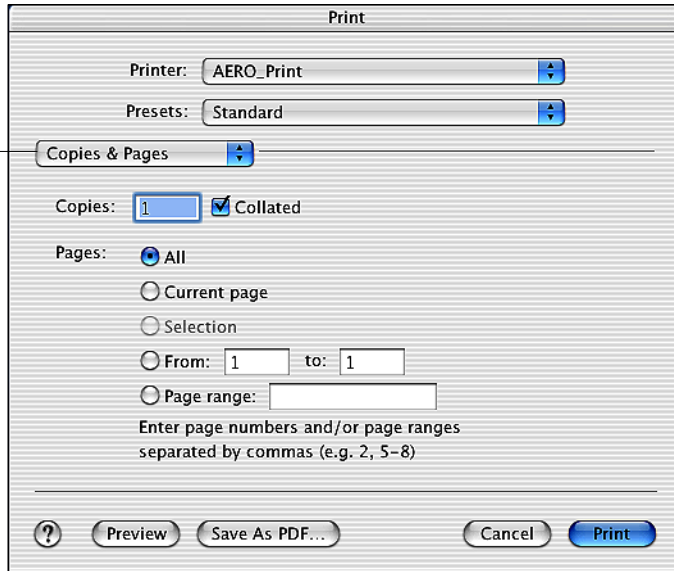 Print
Printer: AERO_Print
Presets: Standard
Copies & Pages
Copies: 1 Collated
Pages: All
Current page
Selection
From: 1 to: 1
Page range:
Enter page numbers and/or page ranges
separated by commas (e.g. 2, 5-8)
? Preview Save As PDF... Cancel Print